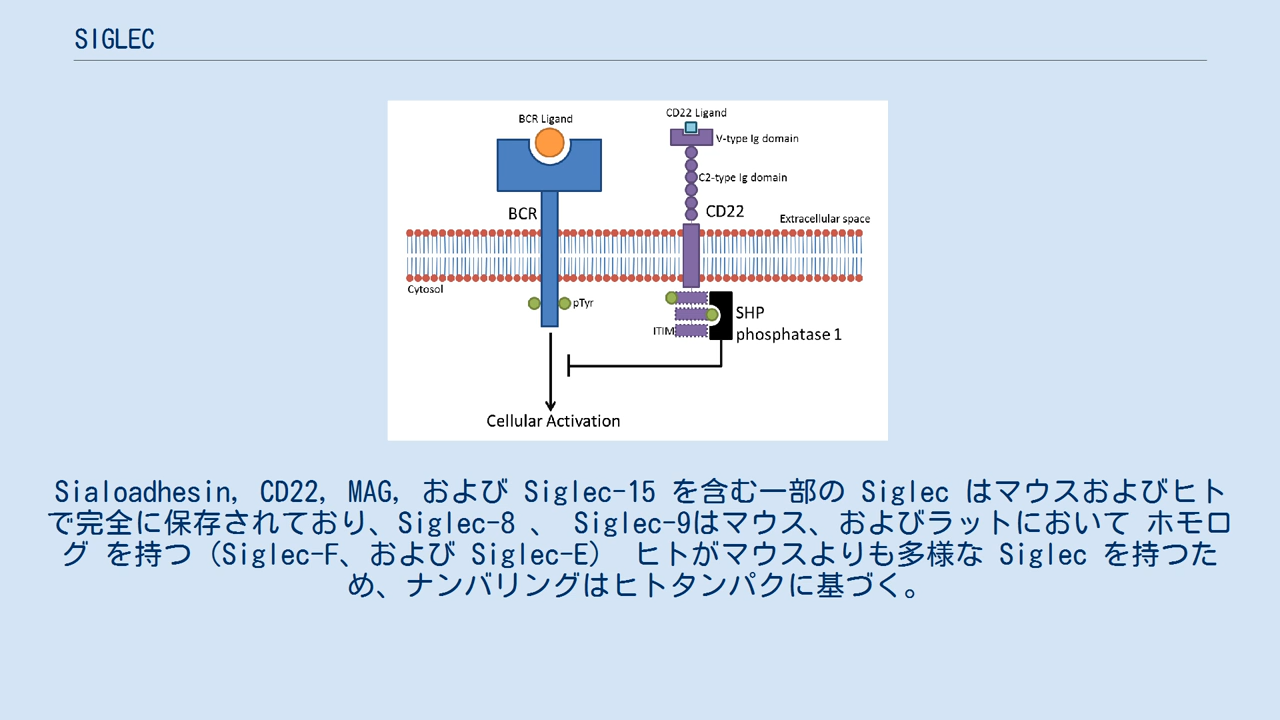 SIGLEC
BCR Ligand
CD22 Ligand
V-type Ig domain
C2-type Ig domain
BCR
CD22
Extracellular space
Cytosol
pTyr
SHP
phosphatase 1
ITIM
Cellular Activation
Sialoadhesin, CD22, MAG, および Siglec-15 を含む一部の Siglec はマウスおよびヒト
で完全に保存されており、Siglec-8 、 Siglec-9はマウス、およびラットにおいて ホモロ
グ を持つ（Siglec-F、および Siglec-E） ヒトがマウスよりも多様な Siglec を持つた
め、ナンバリングはヒトタンパクに基づく。